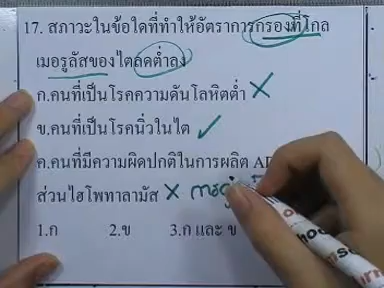 17. สภาวะในข้อใดที่ทำให้อัตราการกรองที่โกล
เมอรูลัสของไตลดต่ำลง
ก.คนที่เป็นโรคความดันโลหิตต่ำ
ข.คนที่เป็นโรคนิ่วในไต
ค.คนที่มีความผิดปกติในการผลิต
ส่วนไฮโพทาลามัส
1.ก 2.ข 3.ก และ ข